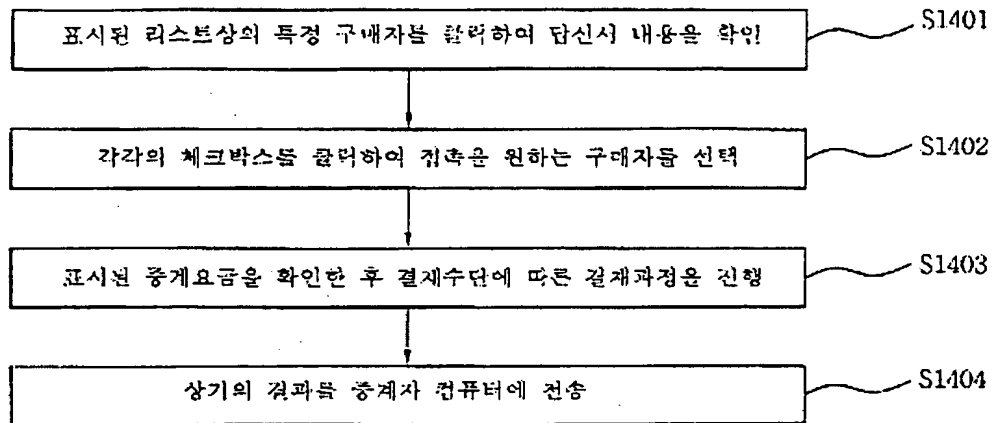 표시된 리스트상의 특정 구매자를 클릭하여 답신서 내용을 확인
S1401
각각의 체크박스를 클릭하여 접촉을 원하는 구매자를 선택
S1402
표시된 중계요금을 확인한 후 결재수단에 따른 결재과정을 진행
S1403
상기의 결과를 중계자 컴퓨터에 전송
S1404